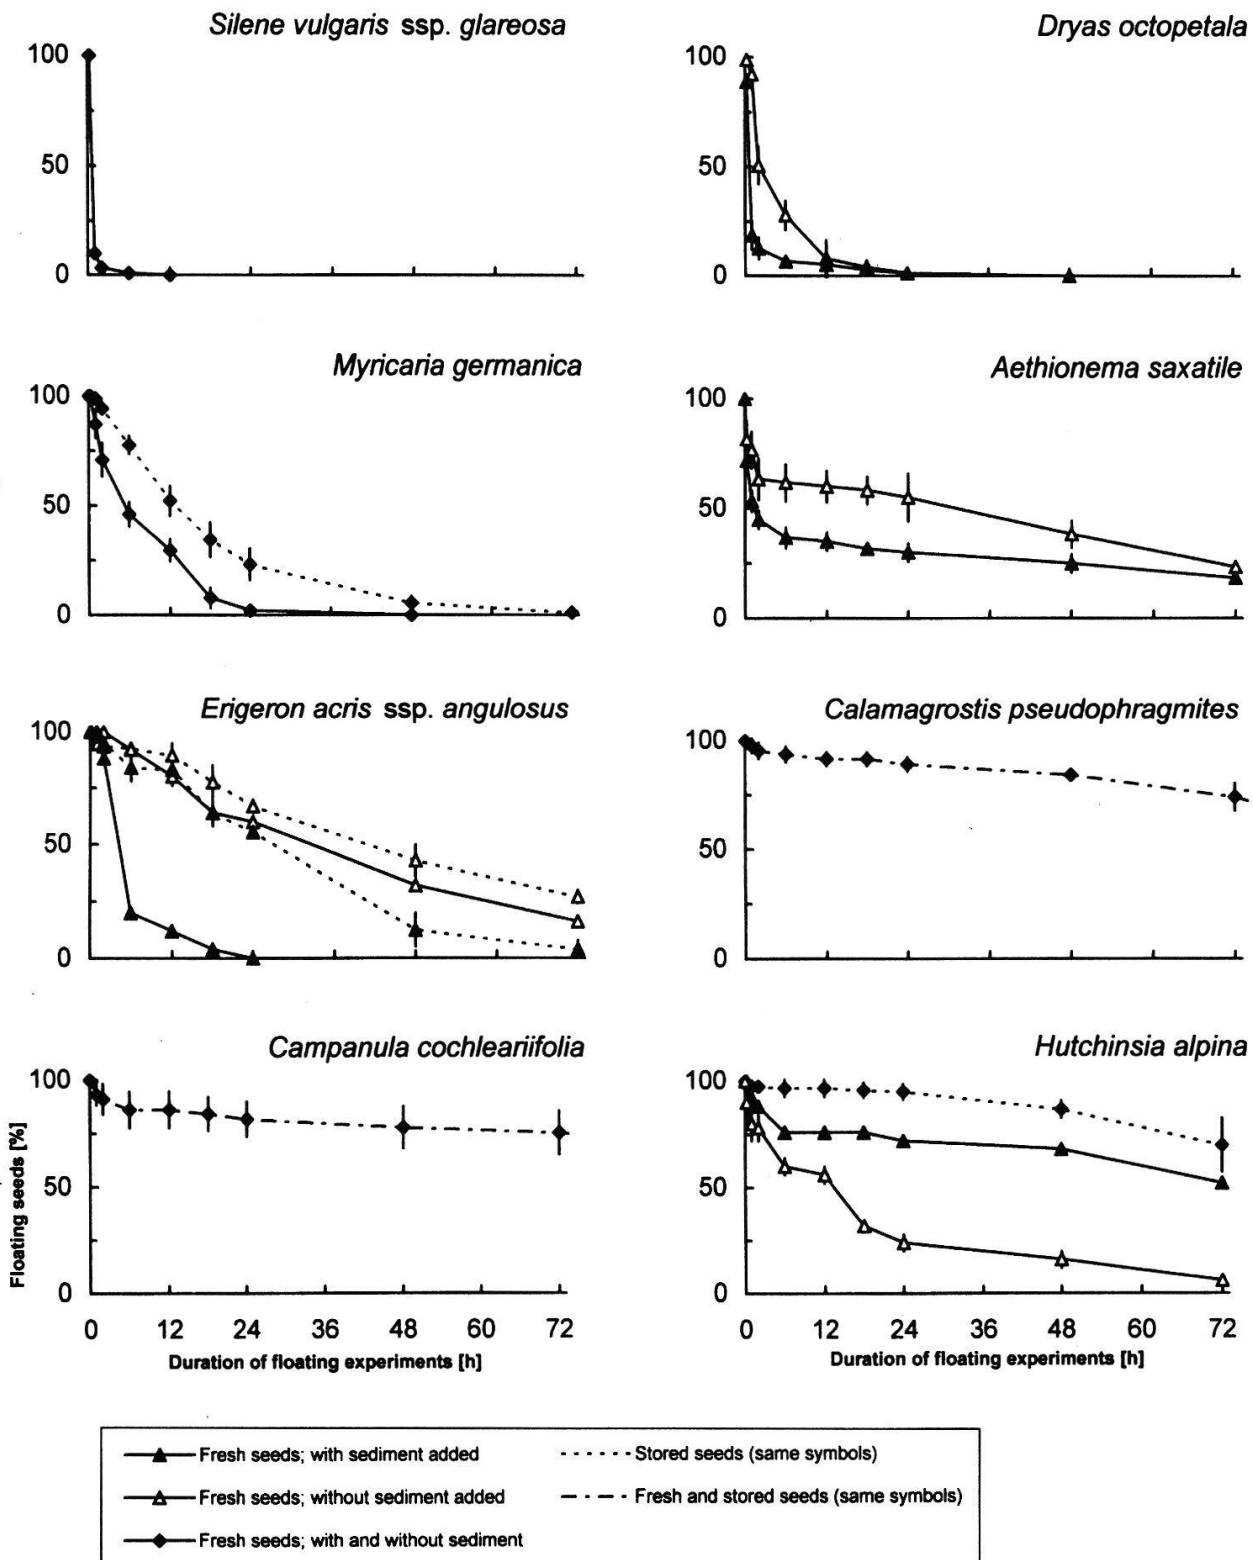 Silene vulgaris ssp. glareosa
100
50
0
Dryas octopetala
100
50
0
Myricaria germanica
100
50
0
Aethionema saxatile
100
50
0
Erigeron acris ssp. angulosus
100
50
0
Calamagrostis pseudophragmites
100
50
0
Campanula cochleariifolia
100
50
0
Floating seeds [%]
0 12 24 36 48 60 72
Duration of floating experiments [h]
Hutchinsia alpina
100
50
0
0 12 24 36 48 60 72
Duration of floating experiments [h]
Fresh seeds; with sediment added
Fresh seeds; without sediment added
Fresh seeds; with and without sediment
Stored seeds (same symbols)
Fresh and stored seeds (same symbols)